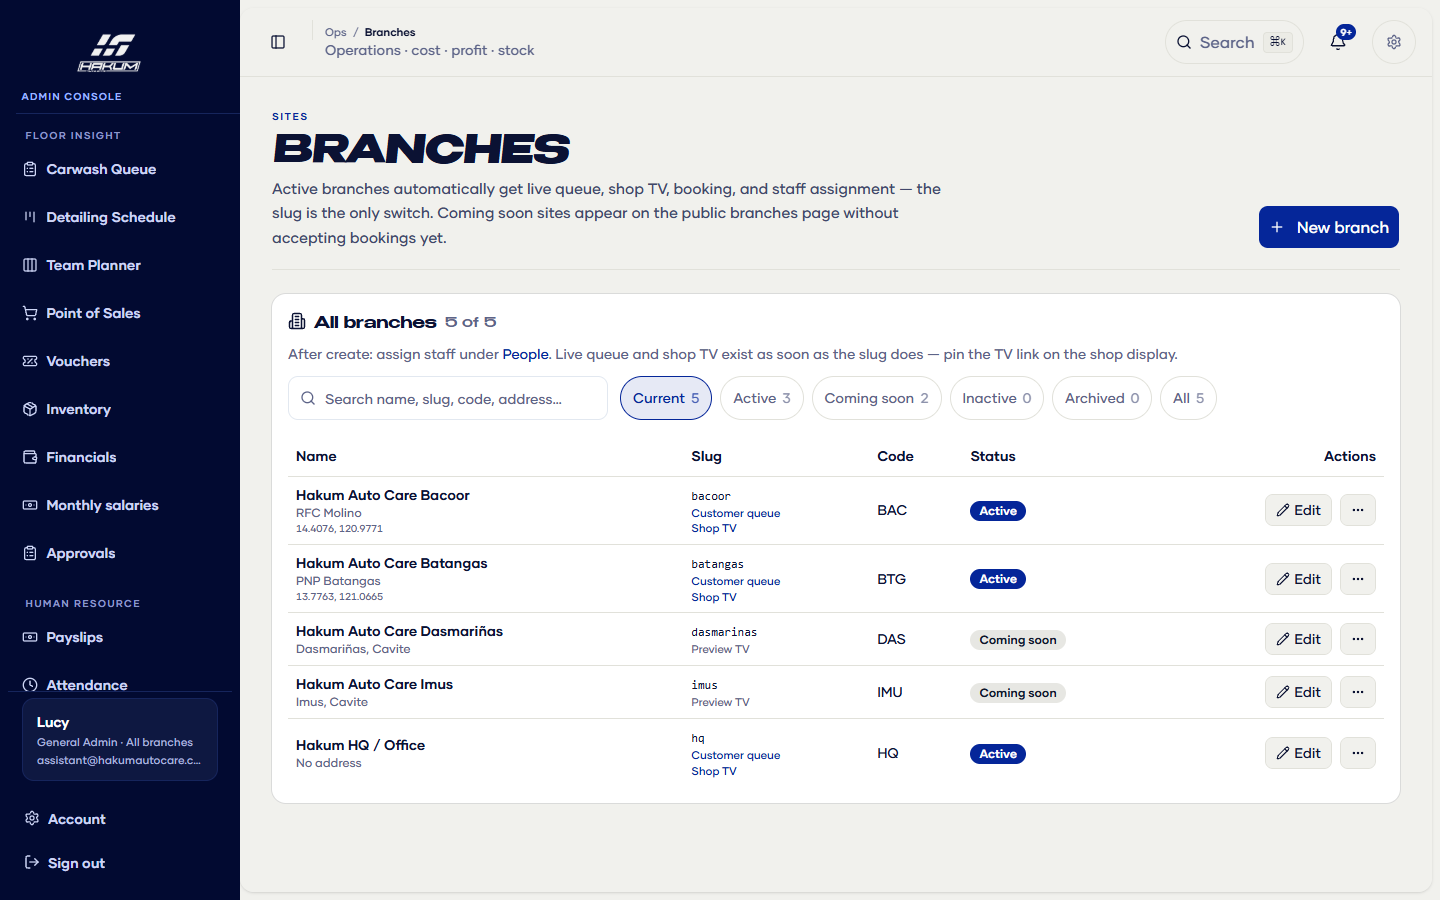 HAKUM
ADMIN CONSOLE
FLOOR INSIGHT
Carwash Queue
Detailing Schedule
Team Planner
Point of Sales
Vouchers
Inventory
Financials
Monthly salaries
Approvals
HUMAN RESOURCE
Payslips
Attendance
Lucy
General Admin · All branches
assistant@hakumautocare.c...
Account
Sign out
Ops / Branches
Operations · cost · profit · stock
Search ⌘K
9+
SITES
BRANCHES
Active branches automatically get live queue, shop TV, booking, and staff assignment — the
slug is the only switch. Coming soon sites appear on the public branches page without
accepting bookings yet.
New branch
All branches 5 of 5
After create: assign staff under People. Live queue and shop TV exist as soon as the slug does — pin the TV link on the shop display.
Search name, slug, code, address...
Current 5
Active 3
Coming soon 2
Inactive 0
Archived 0
All 5
Name Slug Code Status Actions
Hakum Auto Care Bacoor
RFC Molino
14.4076, 120.9771
bacoor
Customer queue
Shop TV
BAC
Active
Edit
Hakum Auto Care Batangas
PNP Batangas
13.7763, 121.0665
batangas
Customer queue
Shop TV
BTG
Active
Edit
Hakum Auto Care Dasmariñas
Dasmariñas, Cavite
dasmarinas
Preview TV
DAS
Coming soon
Edit
Hakum Auto Care Imus
Imus, Cavite
imus
Preview TV
IMU
Coming soon
Edit
Hakum HQ / Office
No address
hq
Customer queue
Shop TV
HQ
Active
Edit